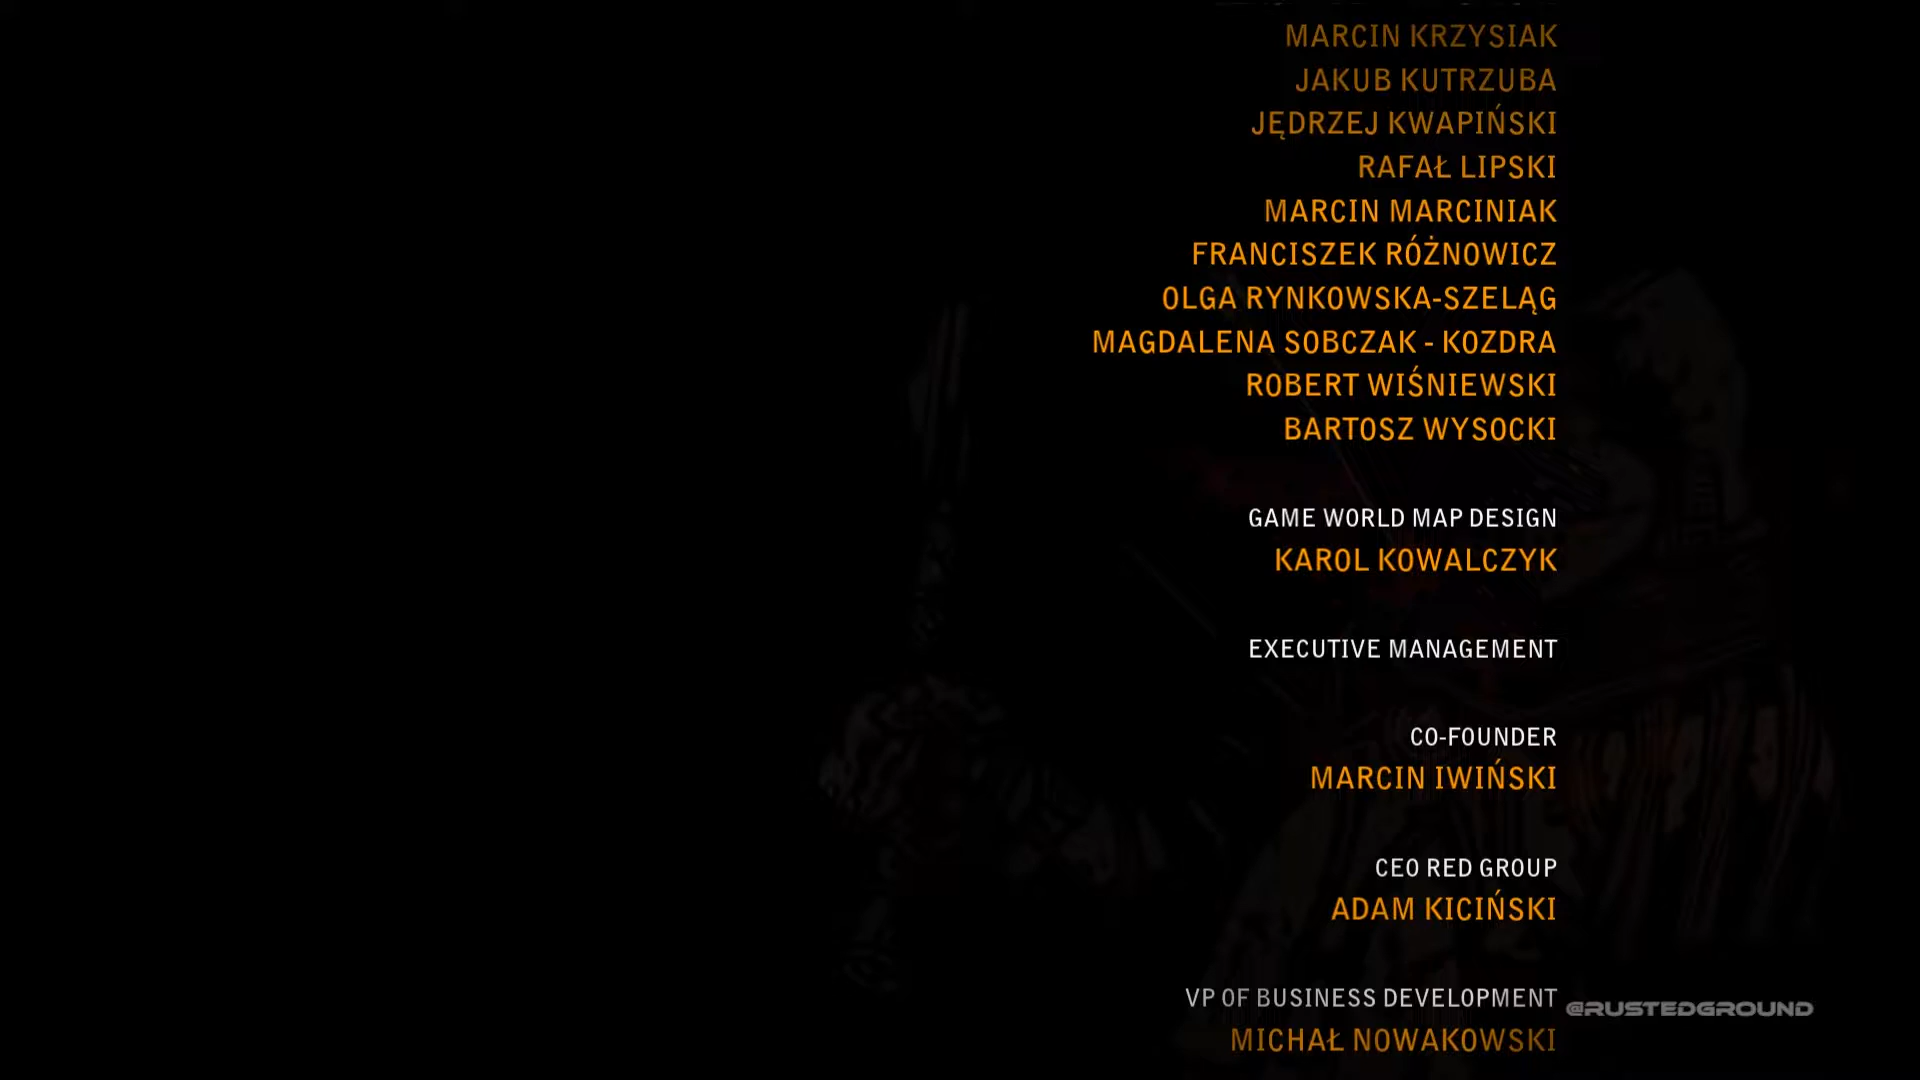 MARCIN KRZYSIAK
JAKUB KUTRZUBA
JĘDRZEJ KWAPIŃSKI
RAFAŁ LIPSKI
MARCIN MARCINIAK
FRANCISZEK RÓŻNOWICZ
OLGA RYNKOWSKA-SZELĄG
MAGDALENA SOBCZAK - KOZDRA
ROBERT WIŚNIEWSKI
BARTOSZ WYSOCKI
GAME WORLD MAP DESIGN
KAROL KOWALCZYK
EXECUTIVE MANAGEMENT
CO-FOUNDER
MARCIN IWIŃSKI
CEO RED GROUP
ADAM KICIŃSKI
VP OF BUSINESS DEVELOPMENT
MICHAŁ NOWAKOWSKI
@RUSTEDGROUND